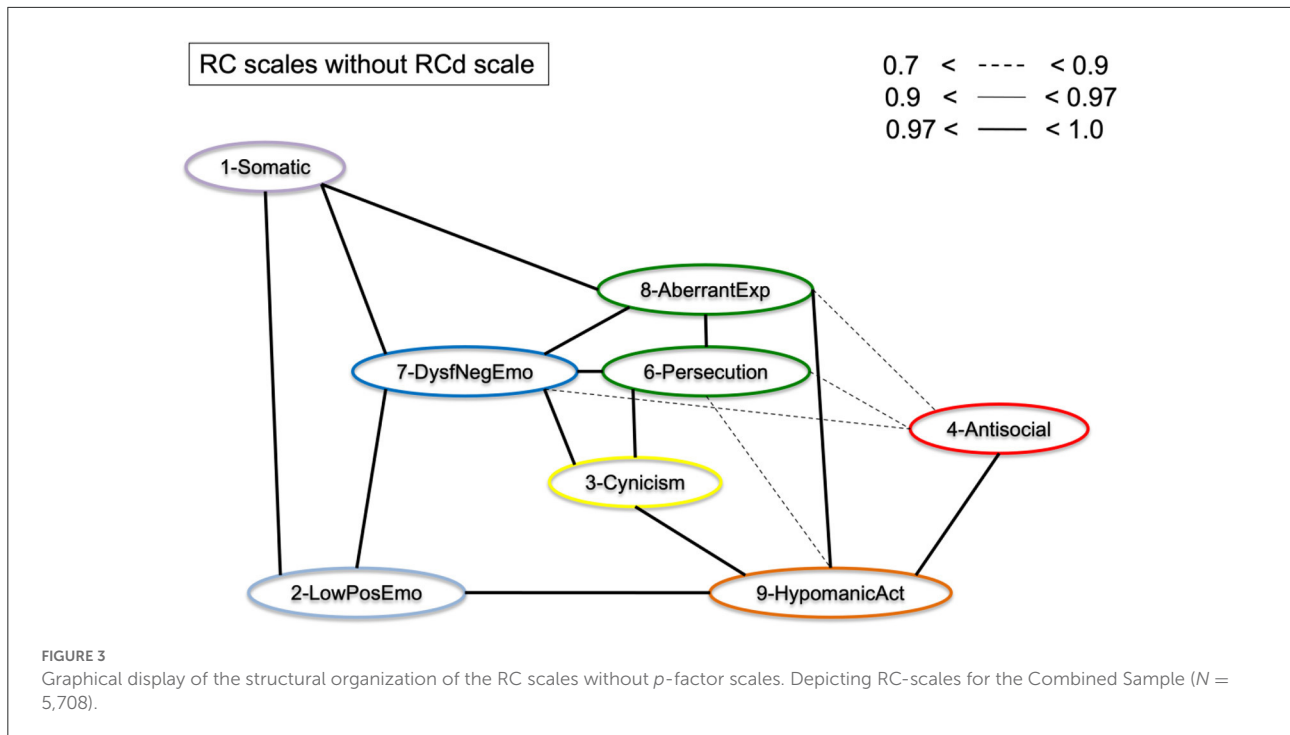 RC scales without RCd scale
0.7 < ---- < 0.9
0.9 < —— < 0.97
0.97 < —— < 1.0
1-Somatic
8-AberrantExp
7-DysfNegEmo
6-Persecution
4-Antisocial
3-Cynicism
2-LowPosEmo
9-HypomanicAct
FIGURE 3
Graphical display of the structural organization of the RC scales without p-factor scales. Depicting RC-scales for the Combined Sample (N =
5,708).